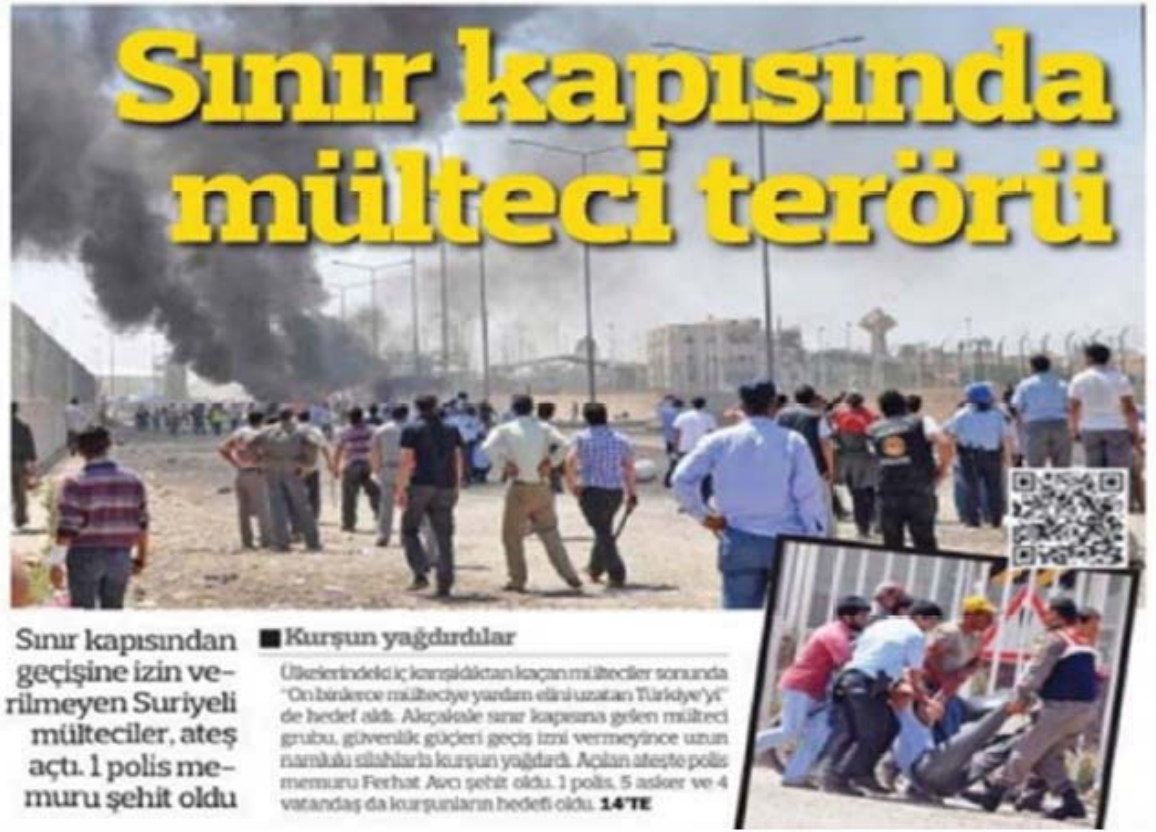 Sınır kapısında
mülteci terörü
Sınır kapısından
geçişine izin ve-
rilmeyen Suriyeli
mülteciler, ateş
açtı. 1 polis me-
muru şehit oldu
Kurşun yağdırdılar
Ülkelerindeki iç karışıklıktan kaçan mülteciler sonunda
"On binlerce mülteciye yardım elini uzatan Türkiye'yi"
de hedef aldı. Akçakale sınır kapısına gelen mülteci
grubu, güvenlik güçleri geçiş izni vermeyince uzun
namlulu silahlarla kurşun yağdırdı. Açılan ateşte polis
memuru Ferhat Avcı şehit oldu. 1 polis, 5 asker ve 4
vatandaş da kurşunların hedefi oldu. 14'TE